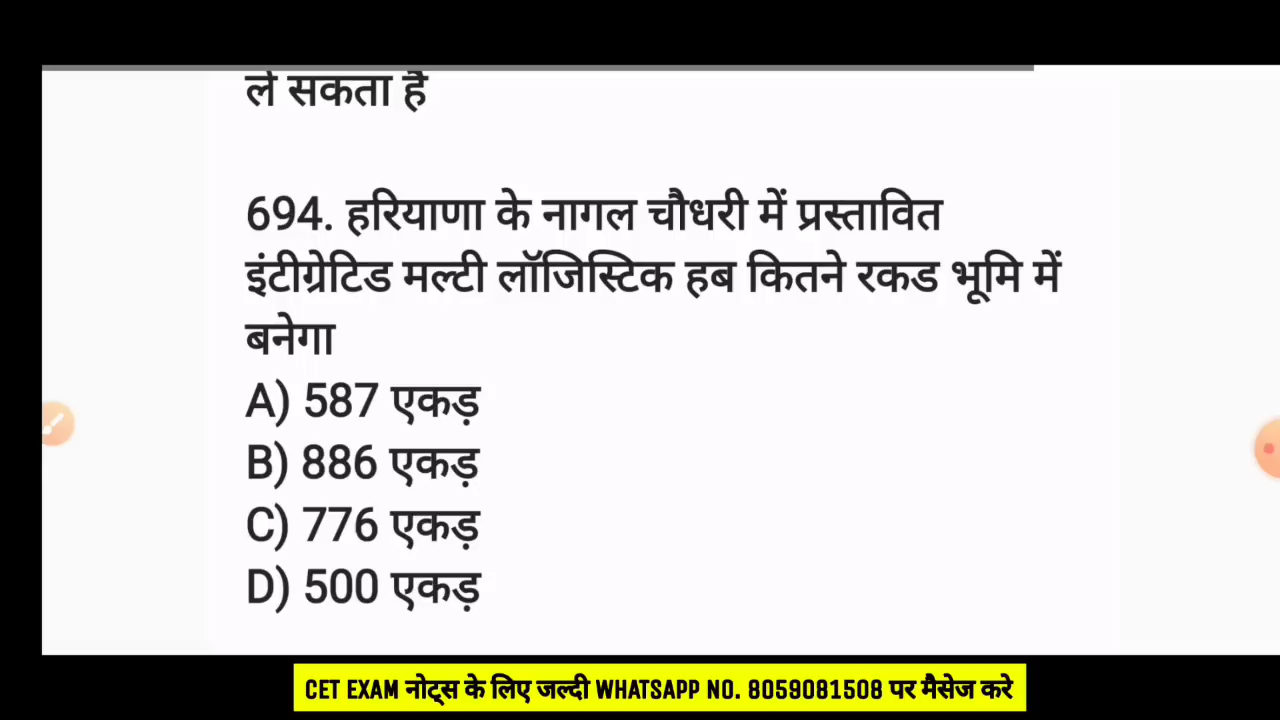 ले सकता है
694. हरियाणा के नागल चौधरी में प्रस्तावित
इंटीग्रेटिड मल्टी लॉजिस्टिक हब कितने रकड भूमि में
बनेगा
A) 587 एकड़
B) 886 एकड़
C) 776 एकड़
D) 500 एकड़
CET EXAM नोट्स के लिए जल्दी WHATSAPP NO. 8059081508 पर मैसेज करे